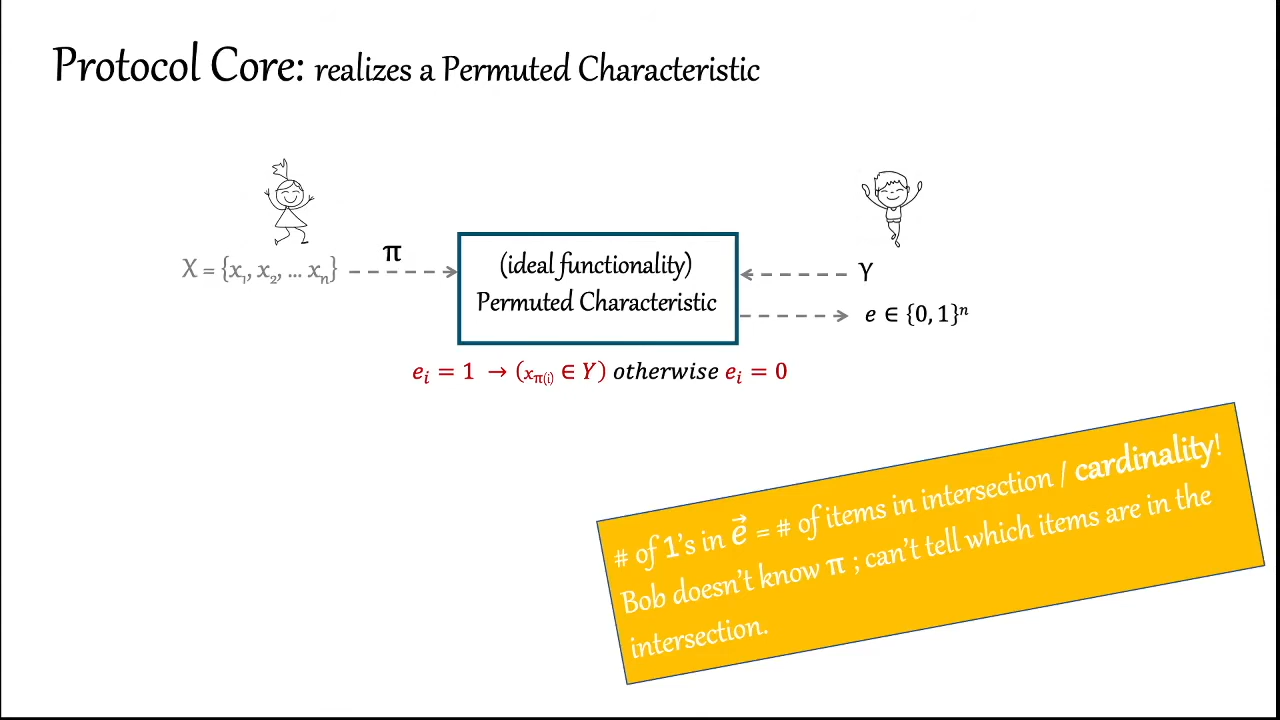 Protocol Core: realizes a Permuted Characteristic
X = {x₁, x₂, ... xₙ}
π
(ideal functionality)
Permuted Characteristic
Y
e ∈ {0, 1}ⁿ
eᵢ = 1 → (x_π(i) ∈ Y) otherwise eᵢ = 0
# of 1's in e⃗ = # of items in intersection / cardinality!
Bob doesn't know π ; can't tell which items are in the
intersection.